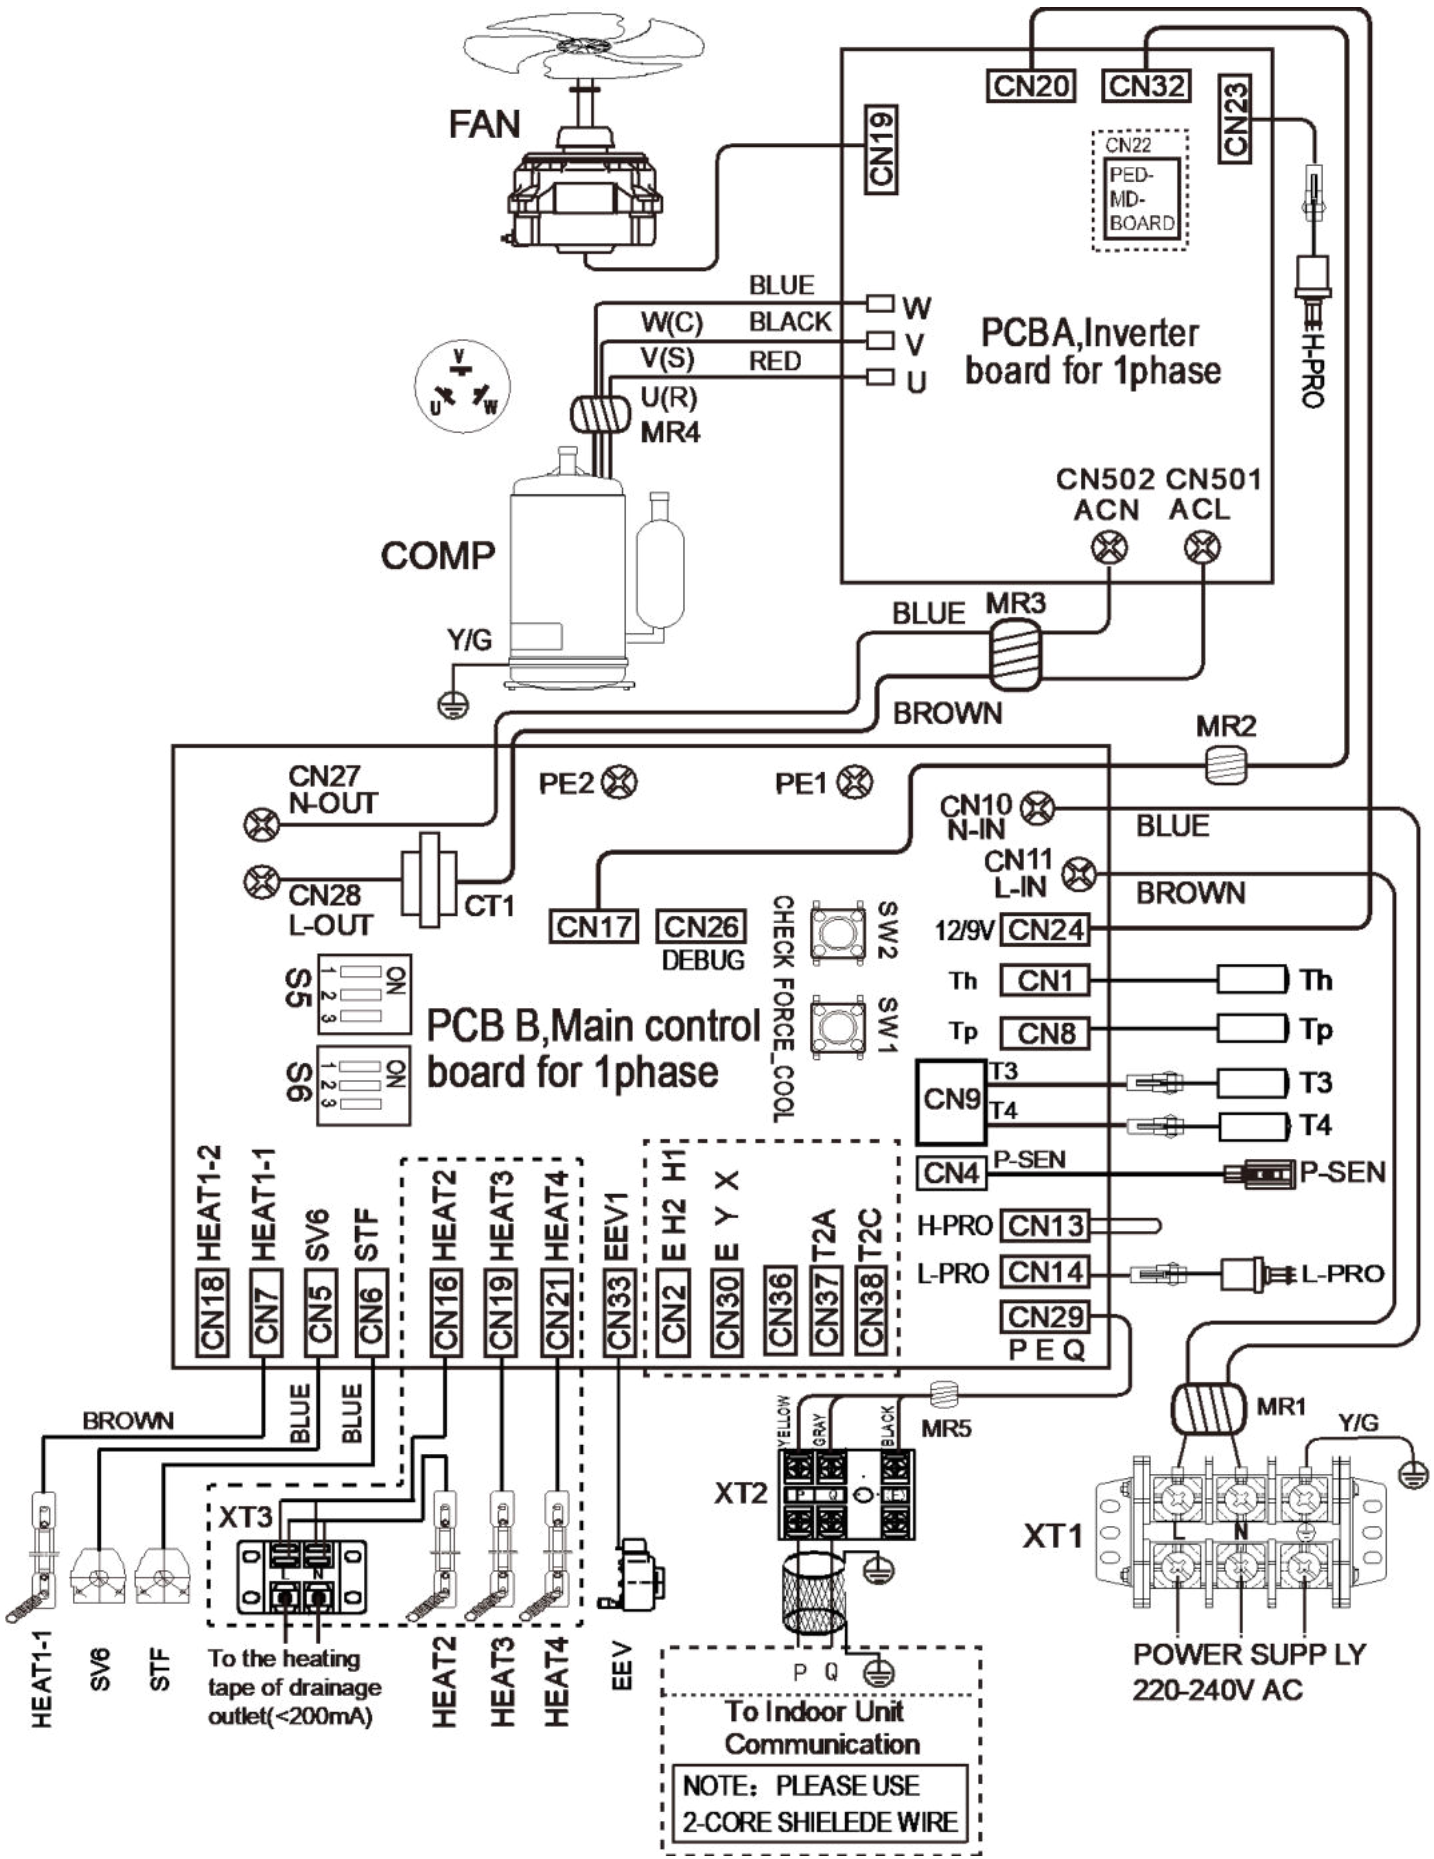 CN20
CN32
CN23
FAN
CN19
CN22
PED-
MD-
BOARD
H-PRO
BLUE
W
W(C)
BLACK
V
V(S)
RED
U
U(R)
MR4
V
U
W
PCBA,Inverter
board for 1phase
CN502
CN501
ACN
ACL
COMP
Y/G
BLUE
MR3
BROWN
MR2
CN27
N-OUT
PE2
PE1
CN10
N-IN
BLUE
CN11
L-IN
BROWN
CN28
L-OUT
CT1
CN17
CN26
DEBUG
CHECK FORCE_COOL
SW2
SW1
12/9V
CN24
Th
CN1
Th
Tp
CN8
Tp
S5
1
2
3
ON
S6
1
2
3
ON
PCB B,Main control
board for 1phase
CN9
T3
T3
T4
T4
CN4
P-SEN
P-SEN
H-PRO
CN13
L-PRO
CN14
L-PRO
CN29
P E Q
HEAT1-2
CN18
HEAT1-1
CN7
SV6
CN5
STF
CN6
HEAT2
CN16
HEAT3
CN19
HEAT4
CN21
EEV1
CN33
E H2 H1
CN2
E Y X
CN30
CN36
T2A
CN37
T2C
CN38
BROWN
BLUE
BLUE
YELLOW
GRAY
BLACK
MR5
MR1
Y/G
XT3
L N
XT2
P Q (E)
XT1
L N
HEAT1-1
SV6
STF
To the heating
tape of drainage
outlet(<200mA)
HEAT2
HEAT3
HEAT4
EEV
P Q
To Indoor Unit
Communication
NOTE: PLEASE USE
2-CORE SHIELEDE WIRE
POWER SUPP LY
220-240V AC